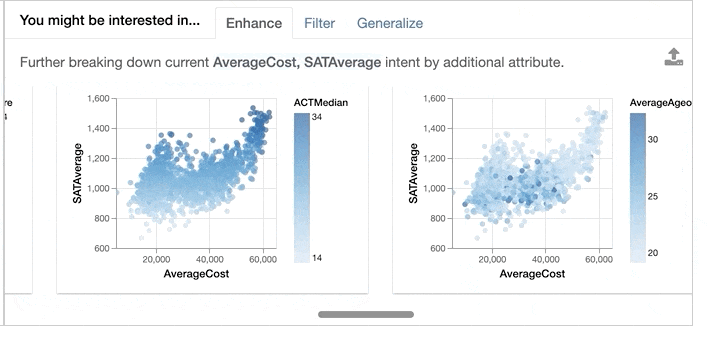 You might be interested in... Enhance Filter Generalize
Further breaking down current AverageCost, SATAverage intent by additional attribute.
re
4
1,600
1,400
1,200
1,000
800
600
SATAverage
20,000 40,000 60,000
AverageCost
ACTMedian
34
14
1,600
1,400
1,200
1,000
800
600
SATAverage
20,000 40,000 60,000
AverageCost
AverageAgeo
30
25
20